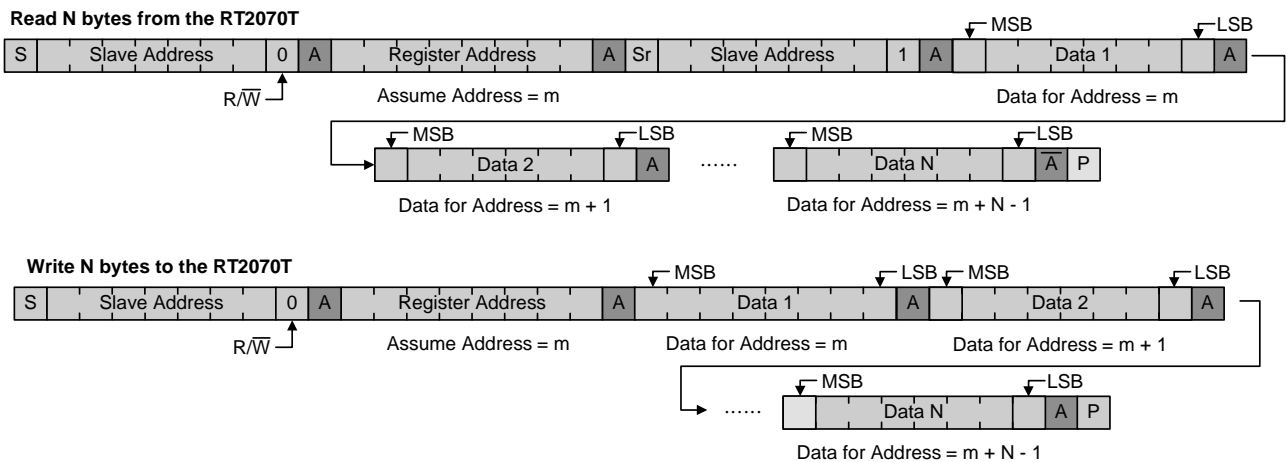 Read N bytes from the RT2070T
MSB LSB
S Slave Address 0 A Register Address A Sr Slave Address 1 A Data 1 A
R/W̅ Assume Address = m Data for Address = m
MSB LSB MSB LSB
Data 2 A ...... Data N A̅ P
Data for Address = m + 1 Data for Address = m + N - 1
Write N bytes to the RT2070T
MSB LSB MSB LSB
S Slave Address 0 A Register Address A Data 1 A Data 2 A
R/W̅ Assume Address = m Data for Address = m Data for Address = m + 1
MSB LSB
...... Data N A P
Data for Address = m + N - 1